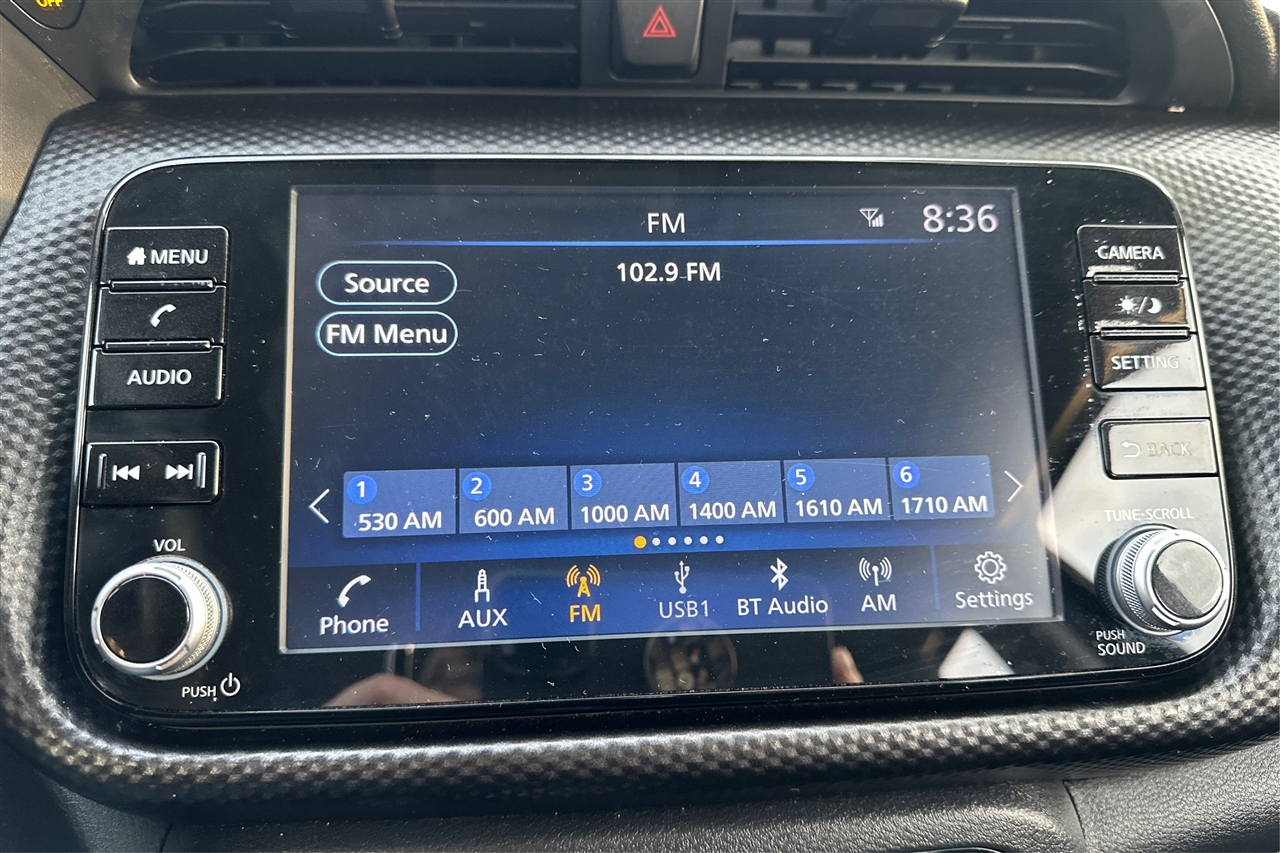 OFF
FM
8:36
MENU
CAMERA
Source
102.9 FM
FM Menu
AUDIO
SETTING
BACK
1
530 AM
2
600 AM
3
1000 AM
4
1400 AM
5
1610 AM
6
1710 AM
VOL
TUNE·SCROLL
Phone
AUX
FM
USB1
BT Audio
AM
Settings
PUSH
PUSH
SOUND